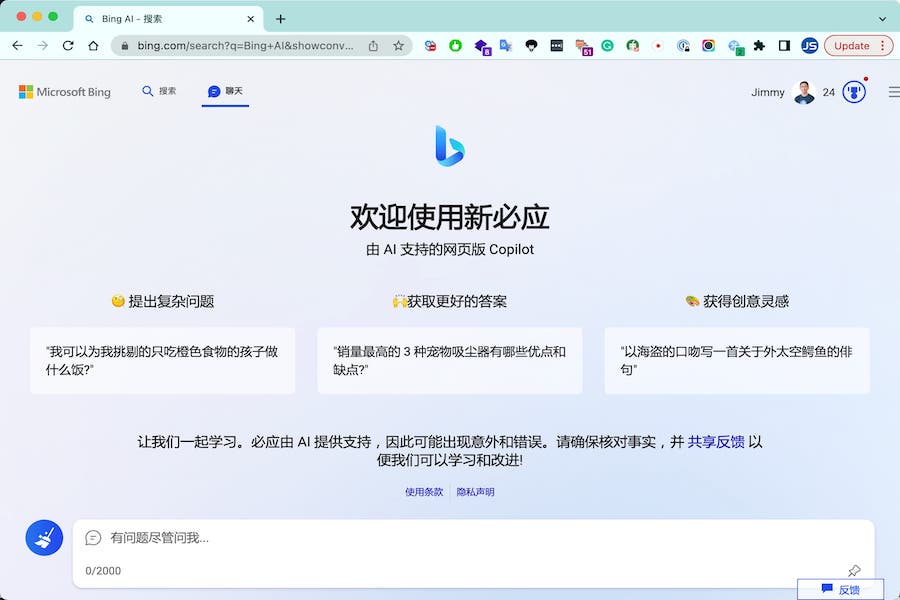 Bing AI - 搜索
bing.com/search?q=Bing+AI&showconv...
8
51
2
JS
Update
Microsoft Bing
搜索
聊天
Jimmy
24
欢迎使用新必应
由 AI 支持的网页版 Copilot
提出复杂问题
获取更好的答案
获得创意灵感
"我可以为我挑剔的只吃橙色食物的孩子做
什么饭?"
"销量最高的 3 种宠物吸尘器有哪些优点和
缺点?"
"以海盗的口吻写一首关于外太空鳄鱼的俳
句"
让我们一起学习。必应由 AI 提供支持，因此可能出现意外和错误。请确保核对事实，并 共享反馈 以
便我们可以学习和改进!
使用条款
隐私声明
有问题尽管问我...
0/2000
反馈